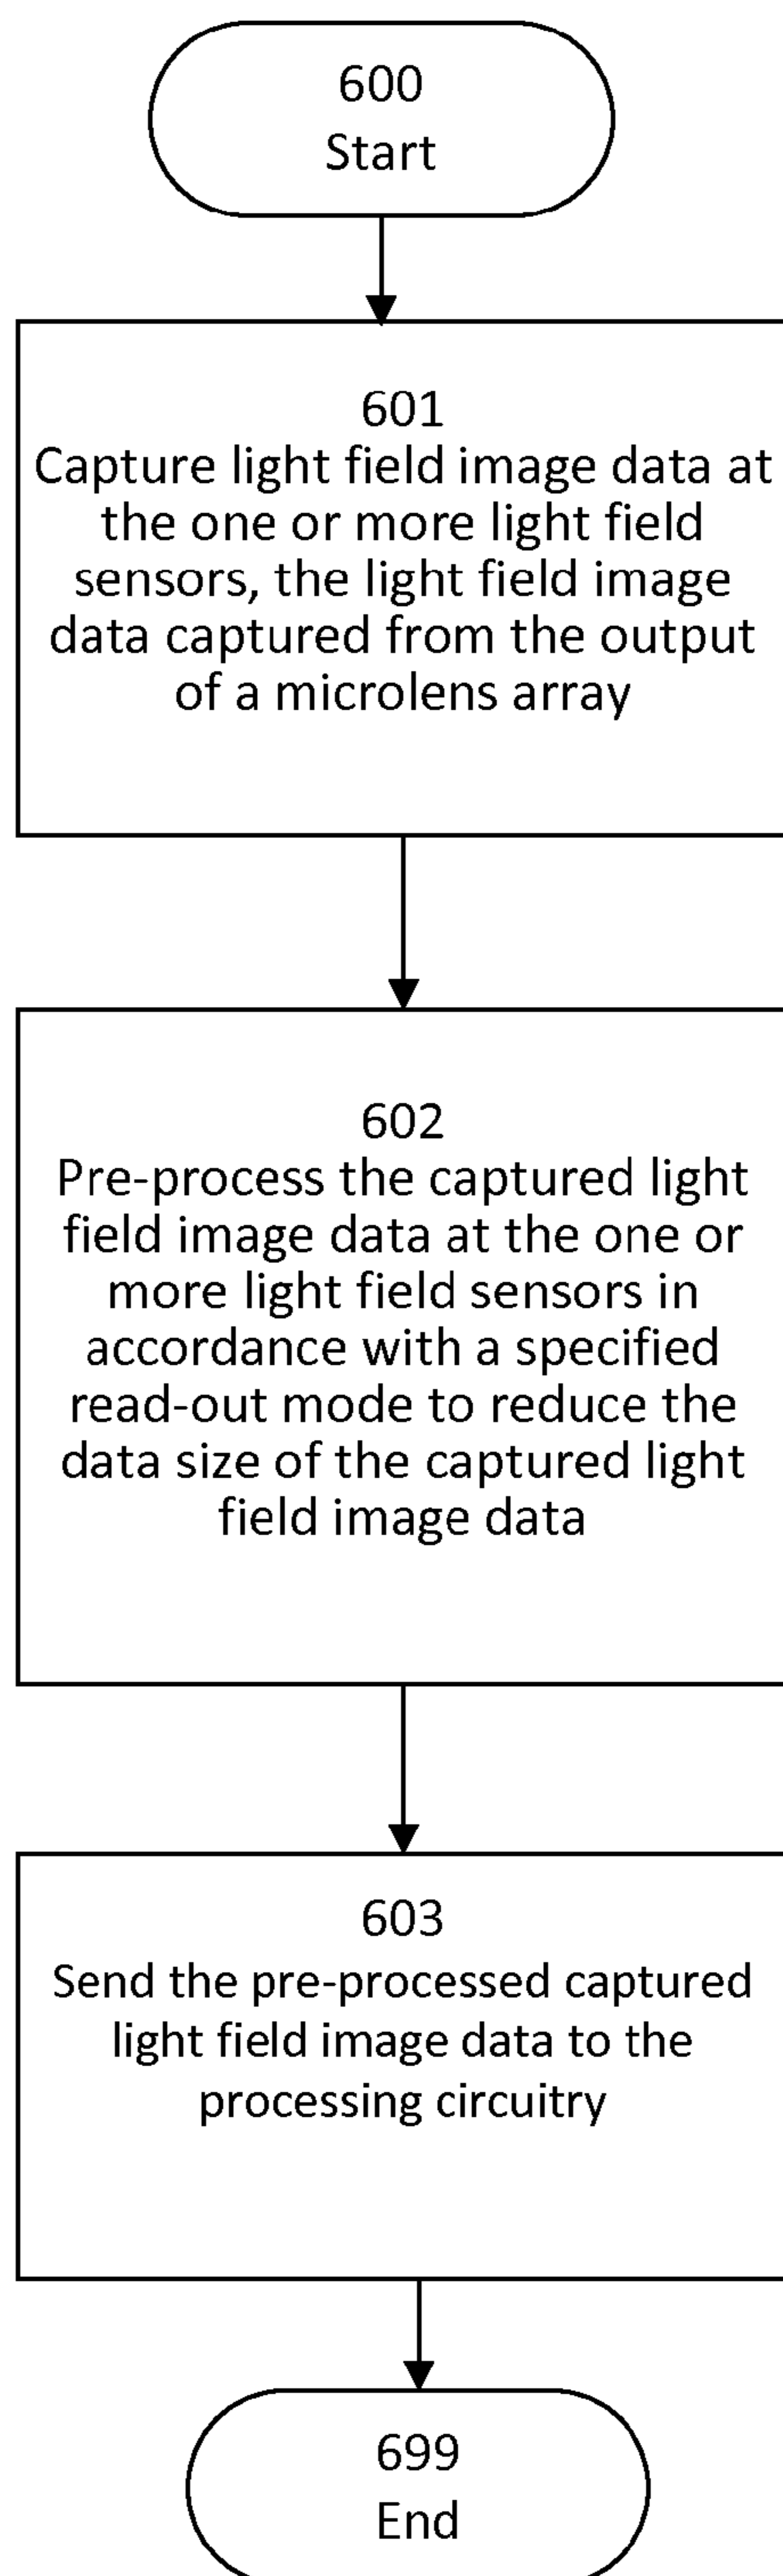 600
Start
601
Capture light field image data at
the one or more light field
sensors, the light field image
data captured from the output
of a microlens array
602
Pre-process the captured light
field image data at the one or
more light field sensors in
accordance with a specified
read-out mode to reduce the
data size of the captured light
field image data
603
Send the pre-processed captured
light field image data to the
processing circuitry
699
End